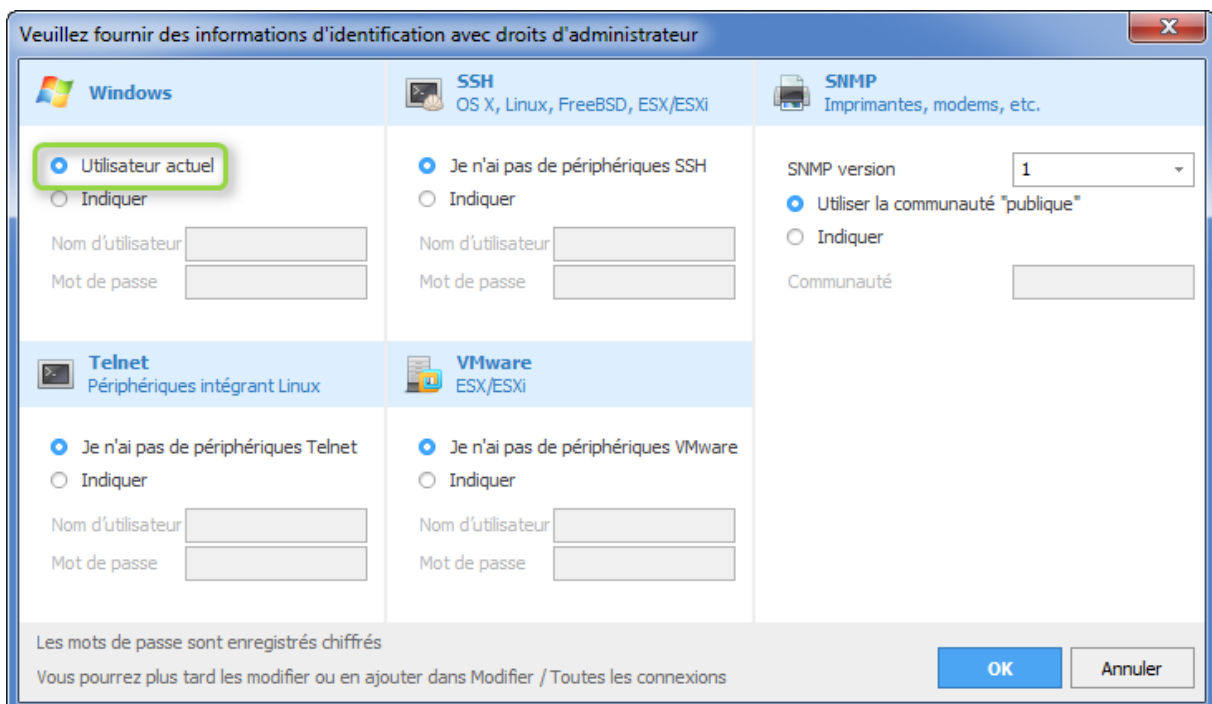 Veuillez fournir des informations d'identification avec droits d'administrateur
Windows
Utilisateur actuel
Indiquer
Nom d'utilisateur
Mot de passe
SSH
OS X, Linux, FreeBSD, ESX/ESXi
Je n'ai pas de périphériques SSH
Indiquer
Nom d'utilisateur
Mot de passe
SNMP
Imprimantes, modems, etc.
SNMP version 1
Utiliser la communauté "publique"
Indiquer
Communauté
Telnet
Périphériques intégrant Linux
Je n'ai pas de périphériques Telnet
Indiquer
Nom d'utilisateur
Mot de passe
VMware
ESX/ESXi
Je n'ai pas de périphériques VMware
Indiquer
Nom d'utilisateur
Mot de passe
Les mots de passe sont enregistrés chiffrés
Vous pourrez plus tard les modifier ou en ajouter dans Modifier / Toutes les connexions
OK
Annuler